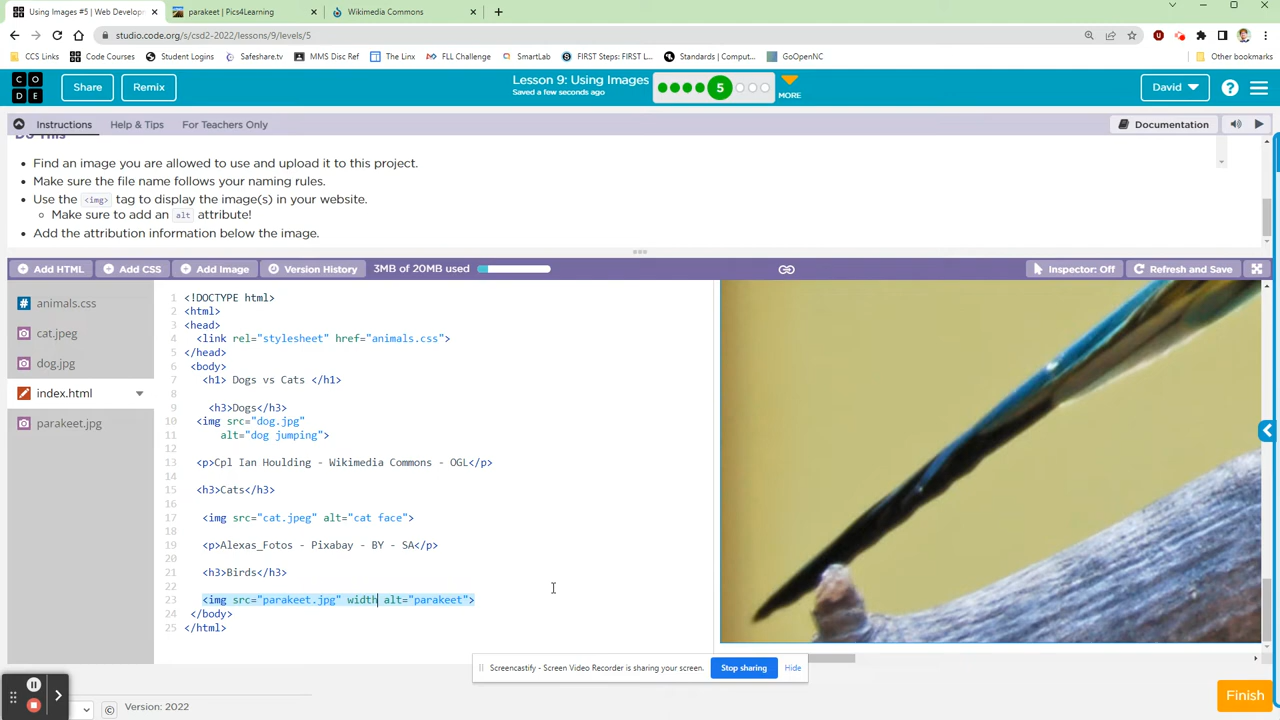 Using Images #5 | Web Develop
parakeet | Pics4Learning
Wikimedia Commons
studio.code.org/s/csd2-2022/lessons/9/levels/5
CCS Links
Code Courses
Student Logins
Safeshare.tv
MMS Disc Ref
The Linx
FLL Challenge
SmartLab
FIRST Steps: FIRST L...
Standards | Comput...
GoOpenNC
Other bookmarks
C O
D E
Share
Remix
Lesson 9: Using Images
Saved a few seconds ago
5
MORE
David
Instructions
Help & Tips
For Teachers Only
Documentation
Do This
Find an image you are allowed to use and upload it to this project.
Make sure the file name follows your naming rules.
Use the <img> tag to display the image(s) in your website.
Make sure to add an alt attribute!
Add the attribution information below the image.
Add HTML
Add CSS
Add Image
Version History
3MB of 20MB used
Inspector: Off
Refresh and Save
animals.css
cat.jpeg
dog.jpg
index.html
parakeet.jpg
1 <!DOCTYPE html>
2 <html>
3 <head>
4 <link rel="stylesheet" href="animals.css">
5 </head>
6 <body>
7 <h1> Dogs vs Cats </h1>
8
9 <h3>Dogs</h3>
10 <img src="dog.jpg"
11 alt="dog jumping">
12
13 <p>Cpl Ian Houlding - Wikimedia Commons - OGL</p>
14
15 <h3>Cats</h3>
16
17 <img src="cat.jpeg" alt="cat face">
18
19 <p>Alexas_Fotos - Pixabay - BY - SA</p>
20
21 <h3>Birds</h3>
22
23 <img src="parakeet.jpg" width alt="parakeet">
24 </body>
25 </html>
Screencastify - Screen Video Recorder is sharing your screen.
Stop sharing
Hide
Version: 2022
Finish